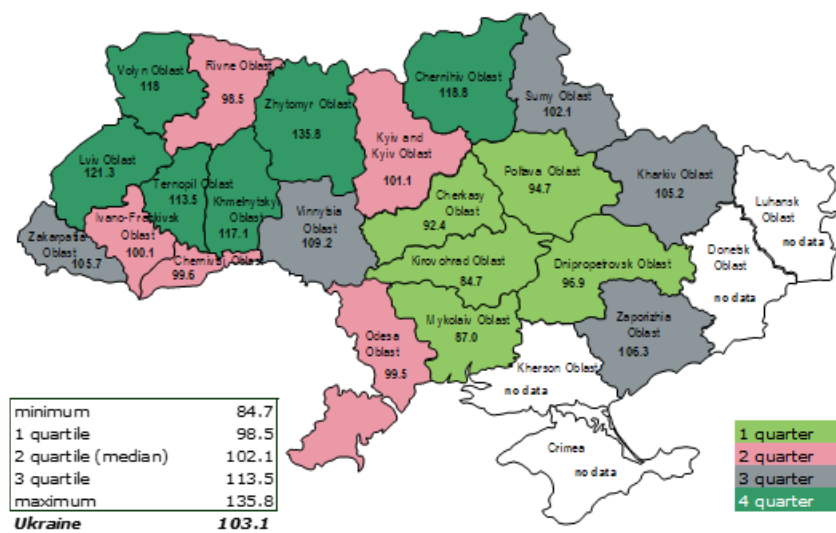 Volyn Oblast
118
Rivne Oblast
98.5
Zhytomyr Oblast
135.8
Kyiv and
Kyiv Oblast
101.1
Chernihiv Oblast
118.8
Sumy Oblast
102.1
Lviv Oblast
121.3
Ternopil Oblast
113.5
Khmelnytsky
Oblast
117.1
Ivano-Frankivsk
Oblast
100.1
Zakarpattia
Oblast
105.7
Chernivtsi Oblast
99.6
Vinnytsia
Oblast
109.2
Cherkasy
Oblast
92.4
Poltava Oblast
94.7
Kharkiv Oblast
105.2
Luhansk
Oblast
no data
Donetsk
Oblast
no data
Kirovohrad Oblast
84.7
Dnipropetrovsk Oblast
96.9
Zaporizhia
Oblast
106.3
Mykolaiv Oblast
87.0
Odesa
Oblast
99.5
Kherson Oblast
no data
Crimea
no data
minimum 84.7
1 quartile 98.5
2 quartile (median) 102.1
3 quartile 113.5
maximum 135.8
Ukraine 103.1
1 quarter
2 quarter
3 quarter
4 quarter